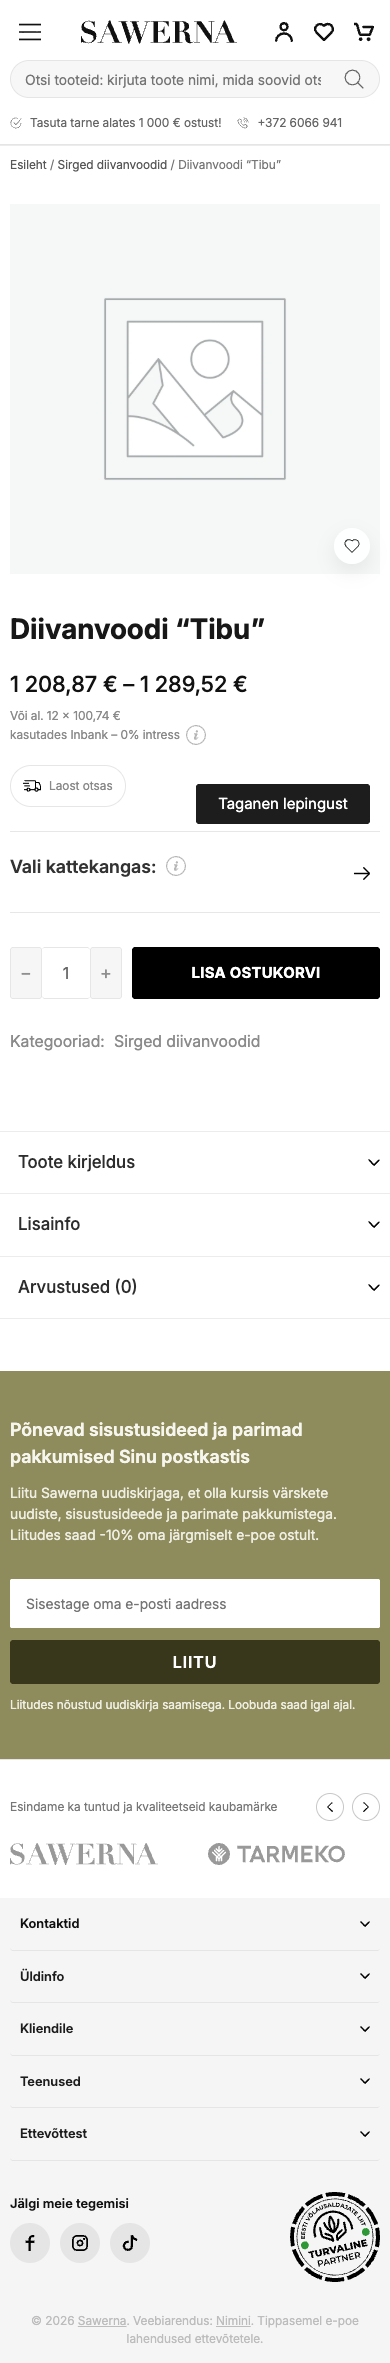 SAWERNA
Otsi tooteid: kirjuta toote nimi, mida soovid ots
Tasuta tarne alates 1 000 € ostust! +372 6066 941
Esileht / Sirged diivanvoodid / Diivanvoodi “Tibu”
Diivanvoodi “Tibu”
1 208,87 € – 1 289,52 €
Või al. 12 × 100,74 €
kasutades Inbank – 0% intress i
Laost otsas
Taganen lepingust
Vali kattekangas: i
− 1 + LISA OSTUKORVI
Kategooriad: Sirged diivanvoodid
Toote kirjeldus
Lisainfo
Arvustused (0)
Põnevad sisustusideed ja parimad
pakkumised Sinu postkastis
Liitu Sawerna uudiskirjaga, et olla kursis värskete
uudiste, sisustusideede ja parimate pakkumistega.
Liitudes saad -10% oma järgmiselt e-poe ostult.
Sisestage oma e-posti aadress
LIITU
Liitudes nõustud uudiskirja saamisega. Loobuda saad igal ajal.
Esindame ka tuntud ja kvaliteetseid kaubamärke
SAWERNA TARMEKO
Kontaktid
Üldinfo
Kliendile
Teenused
Ettevõttest
Jälgi meie tegemisi
EESTI VÕLAUSALDAJATE LIIT
TURVALINE
PARTNER
© 2026 Sawerna. Veebiarendus: Nimini. Tippasemel e-poe
lahendused ettevõtetele.